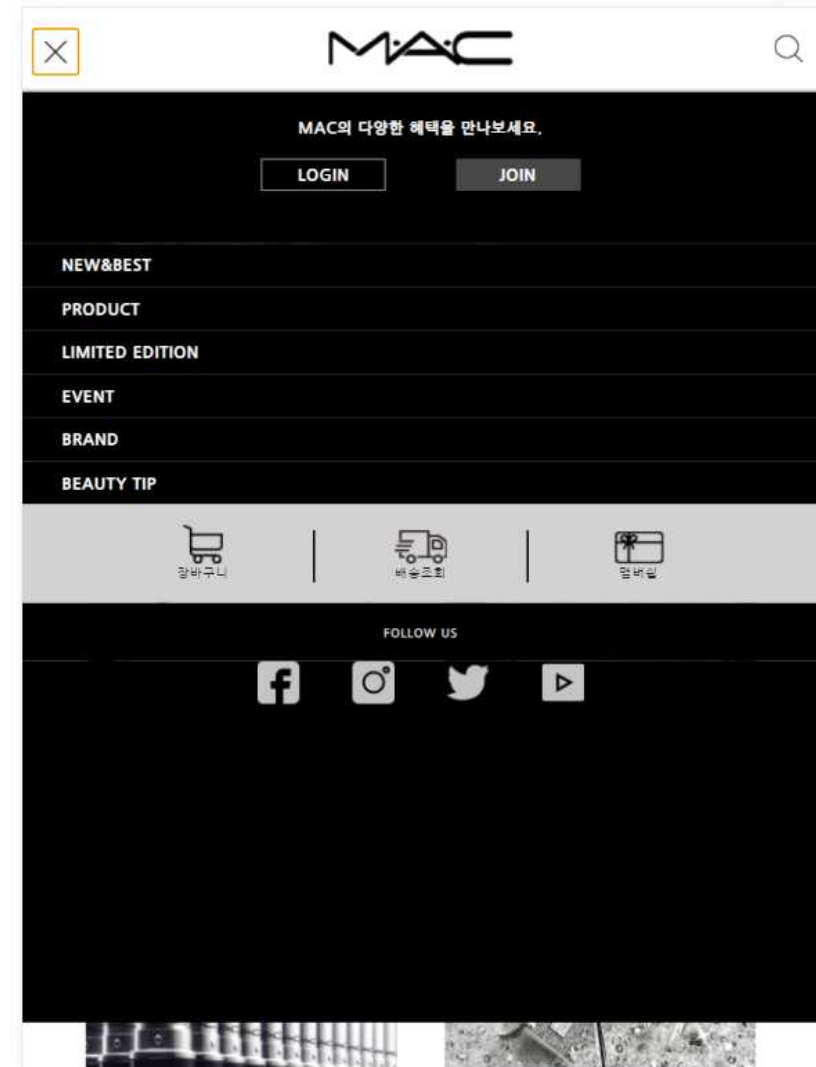 MAC
MAC의 다양한 혜택을 만나보세요.
LOGIN JOIN
NEW&BEST
PRODUCT
LIMITED EDITION
EVENT
BRAND
BEAUTY TIP
장바구니 배송조회 멤버쉽
FOLLOW US